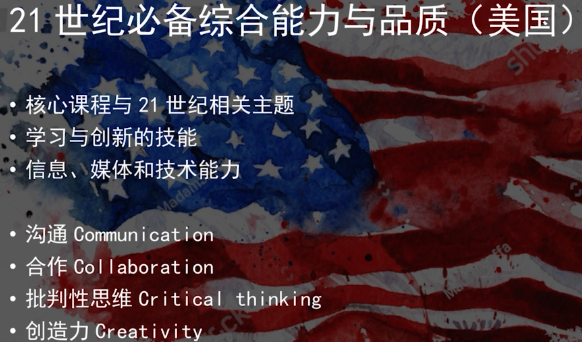 21 世纪必备综合能力与品质（美国）
• 核心课程与 21 世纪相关主题
• 学习与创新的技能
• 信息、媒体和技术能力
• 沟通 Communication
• 合作 Collaboration
• 批判性思维 Critical thinking
• 创造力 Creativity